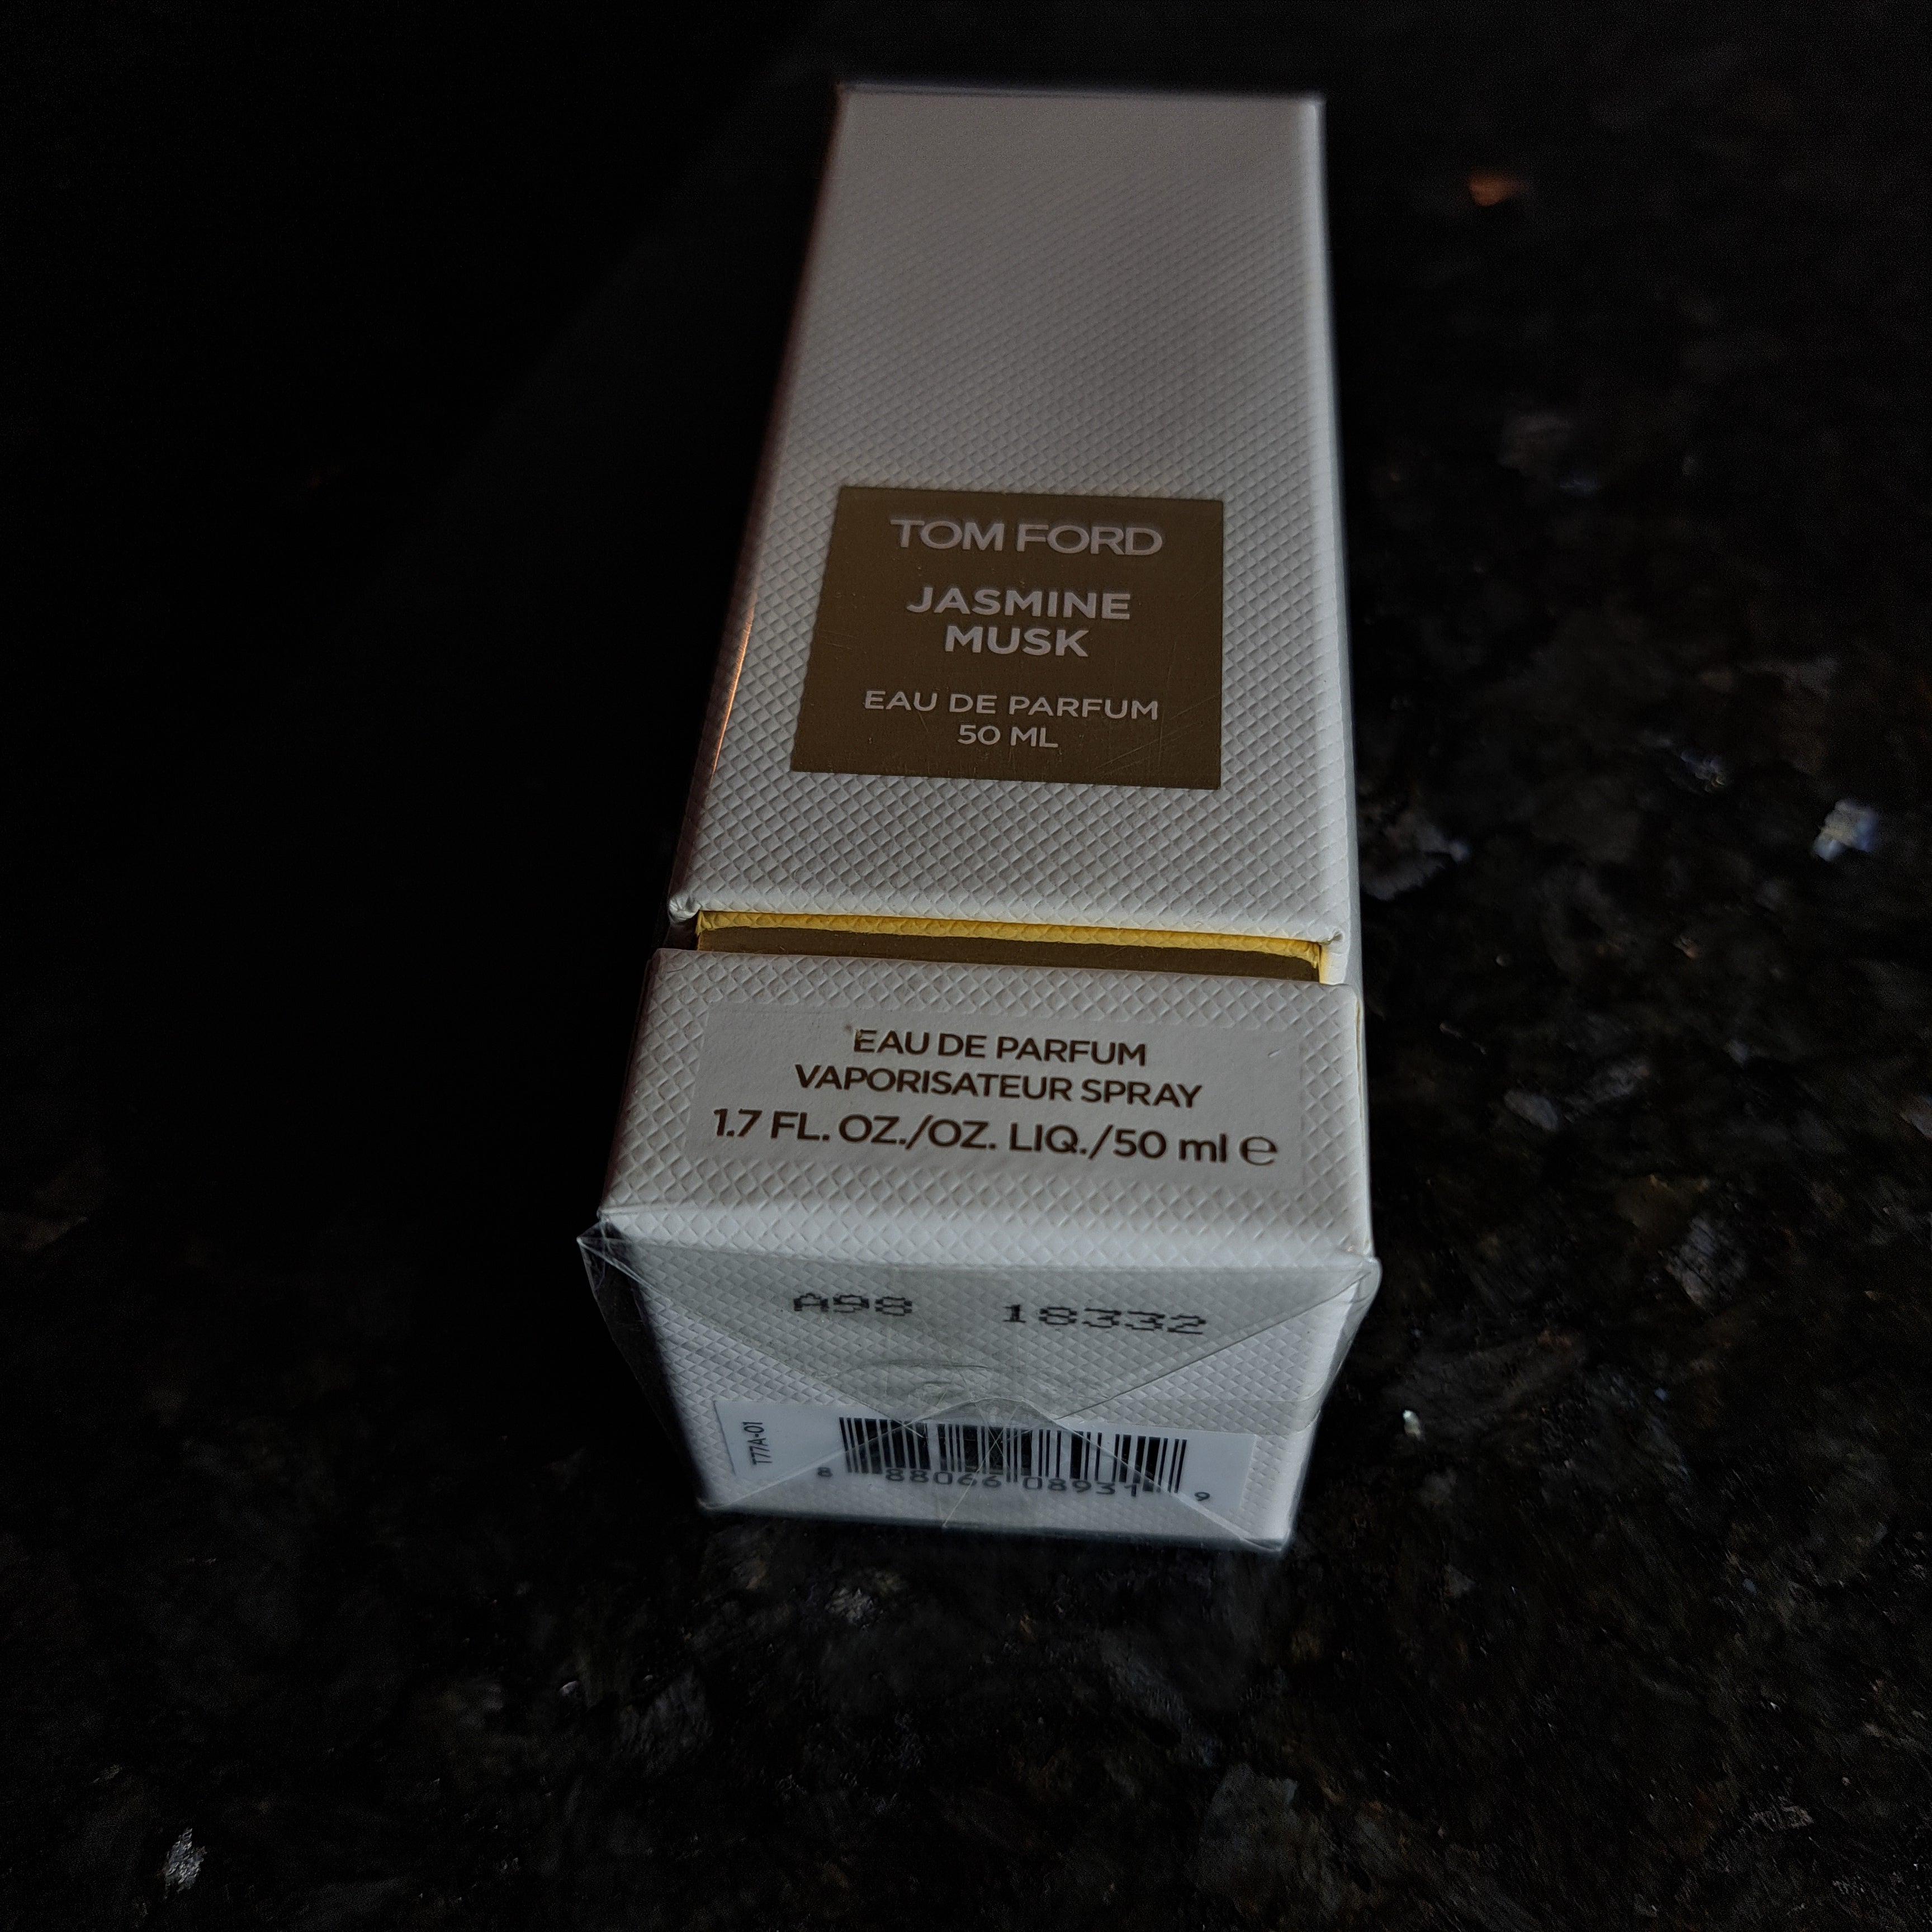 TOM FORD
JASMINE
MUSK
EAU DE PARFUM
50 ML
EAU DE PARFUM
VAPORISATEUR SPRAY
1.7 FL. OZ./OZ. LIQ./50 ml ℮
A98 18332
T77A-01
8 88066 08931 9